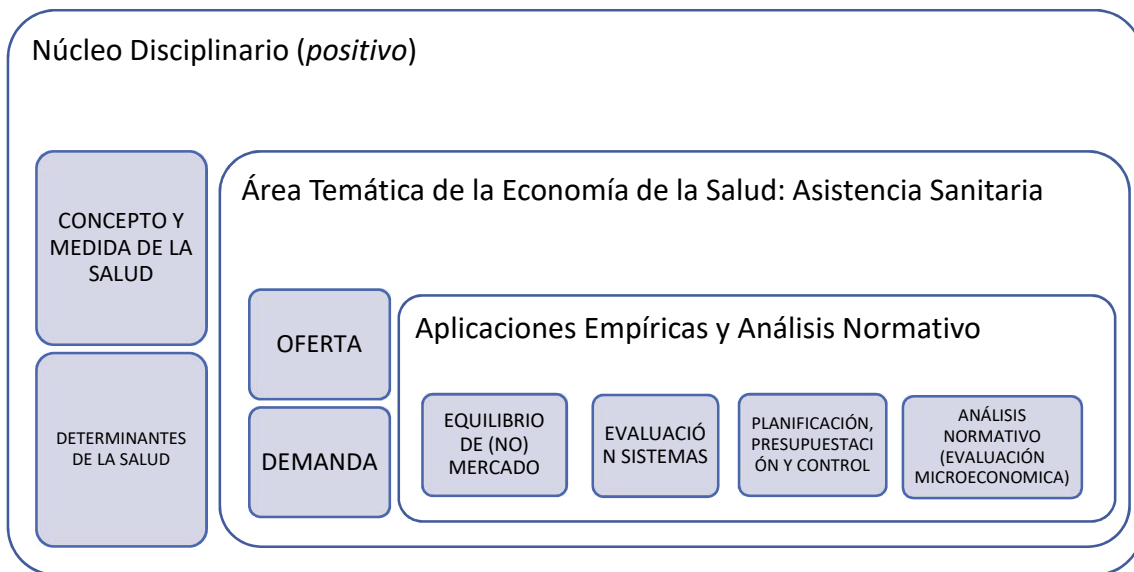 Núcleo Disciplinario (positivo)
CONCEPTO Y
MEDIDA DE LA
SALUD
DETERMINANTES
DE LA SALUD
Área Temática de la Economía de la Salud: Asistencia Sanitaria
OFERTA
DEMANDA
Aplicaciones Empíricas y Análisis Normativo
EQUILIBRIO
DE (NO)
MERCADO
EVALUACIÓ
N SISTEMAS
PLANIFICACIÓN,
PRESUPUESTACI
ÓN Y CONTROL
ANÁLISIS
NORMATIVO
(EVALUACIÓN
MICROECONOMICA)